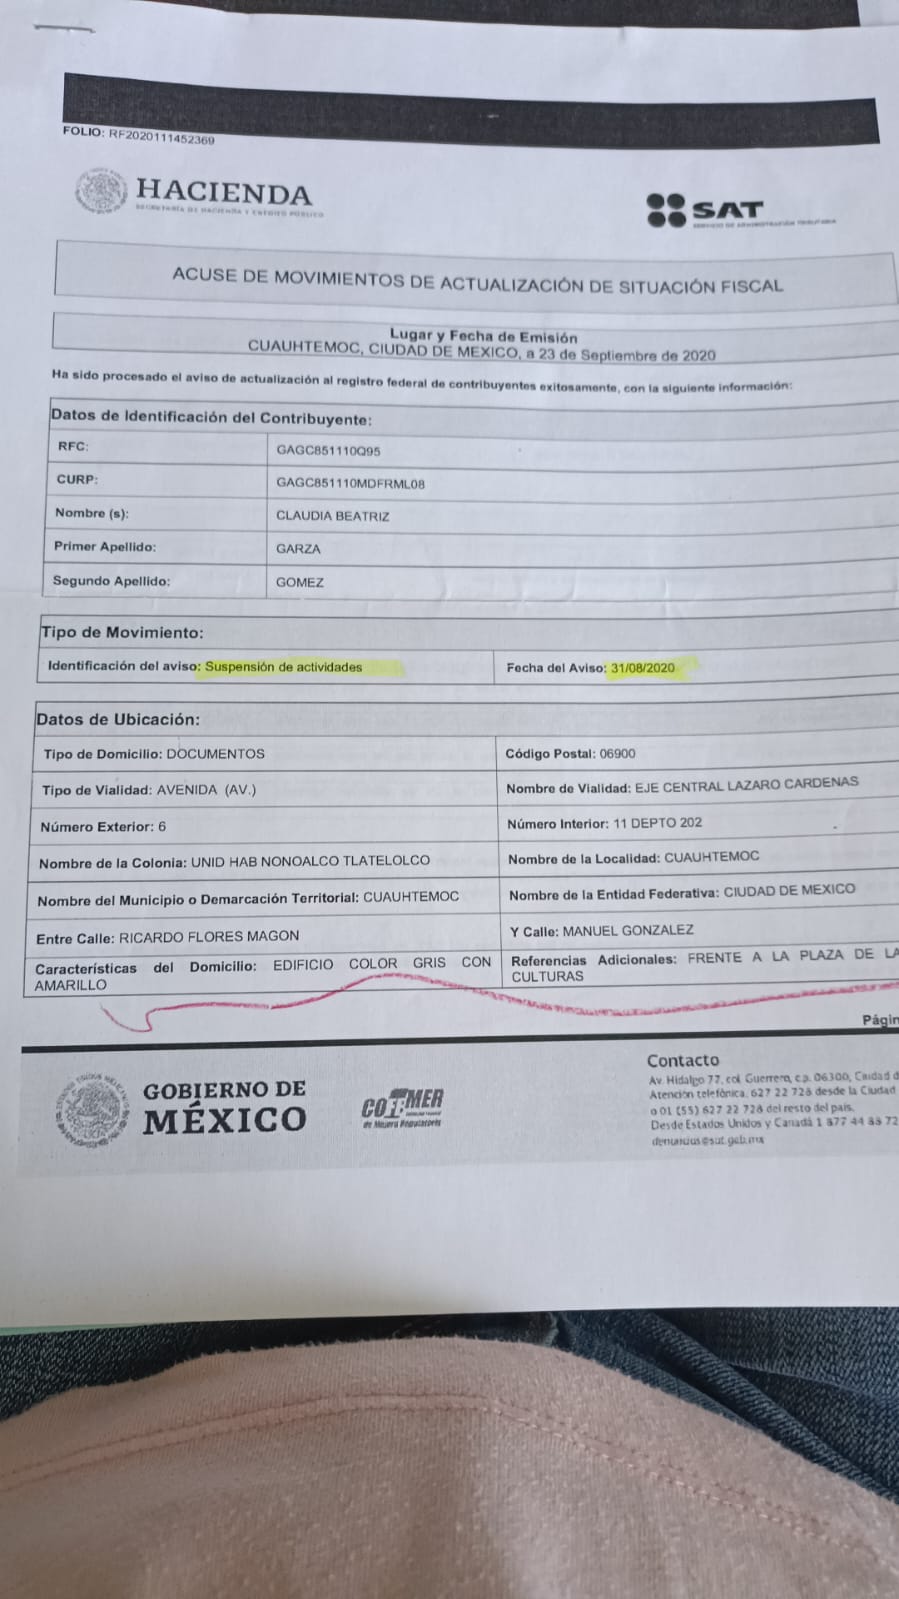 FOLIO: RF2020111452369
HACIENDA
SECRETARÍA DE HACIENDA Y CRÉDITO PÚBLICO
SAT
SERVICIO DE ADMINISTRACIÓN TRIBUTARIA
ACUSE DE MOVIMIENTOS DE ACTUALIZACIÓN DE SITUACIÓN FISCAL
Lugar y Fecha de Emisión
CUAUHTEMOC, CIUDAD DE MEXICO, a 23 de Septiembre de 2020
Ha sido procesado el aviso de actualización al registro federal de contribuyentes exitosamente, con la siguiente información:
Datos de Identificación del Contribuyente:
RFC: GAGC851110Q95
CURP: GAGC851110MDFRML08
Nombre (s): CLAUDIA BEATRIZ
Primer Apellido: GARZA
Segundo Apellido: GOMEZ
Tipo de Movimiento:
Identificación del aviso: Suspensión de actividades Fecha del Aviso: 31/08/2020
Datos de Ubicación:
Tipo de Domicilio: DOCUMENTOS Código Postal: 06900
Tipo de Vialidad: AVENIDA (AV.) Nombre de Vialidad: EJE CENTRAL LAZARO CARDENAS
Número Exterior: 6 Número Interior: 11 DEPTO 202
Nombre de la Colonia: UNID HAB NONOALCO TLATELOLCO Nombre de la Localidad: CUAUHTEMOC
Nombre del Municipio o Demarcación Territorial: CUAUHTEMOC Nombre de la Entidad Federativa: CIUDAD DE MEXICO
Entre Calle: RICARDO FLORES MAGON Y Calle: MANUEL GONZALEZ
Características del Domicilio: EDIFICIO COLOR GRIS CON AMARILLO
Referencias Adicionales: FRENTE A LA PLAZA DE LA CULTURAS
Págin
GOBIERNO DE
MÉXICO
de Mejora Regulatoria
Contacto
Av. Hidalgo 77, col. Guerrero, c.p. 06300, Ciudad d
Atención telefónica: 627 22 728 desde la Ciudad
o 01 (55) 627 22 728 del resto del país.
Desde Estados Unidos y Canadá 1 877 44 88 72
denuncias@sat.gob.mx